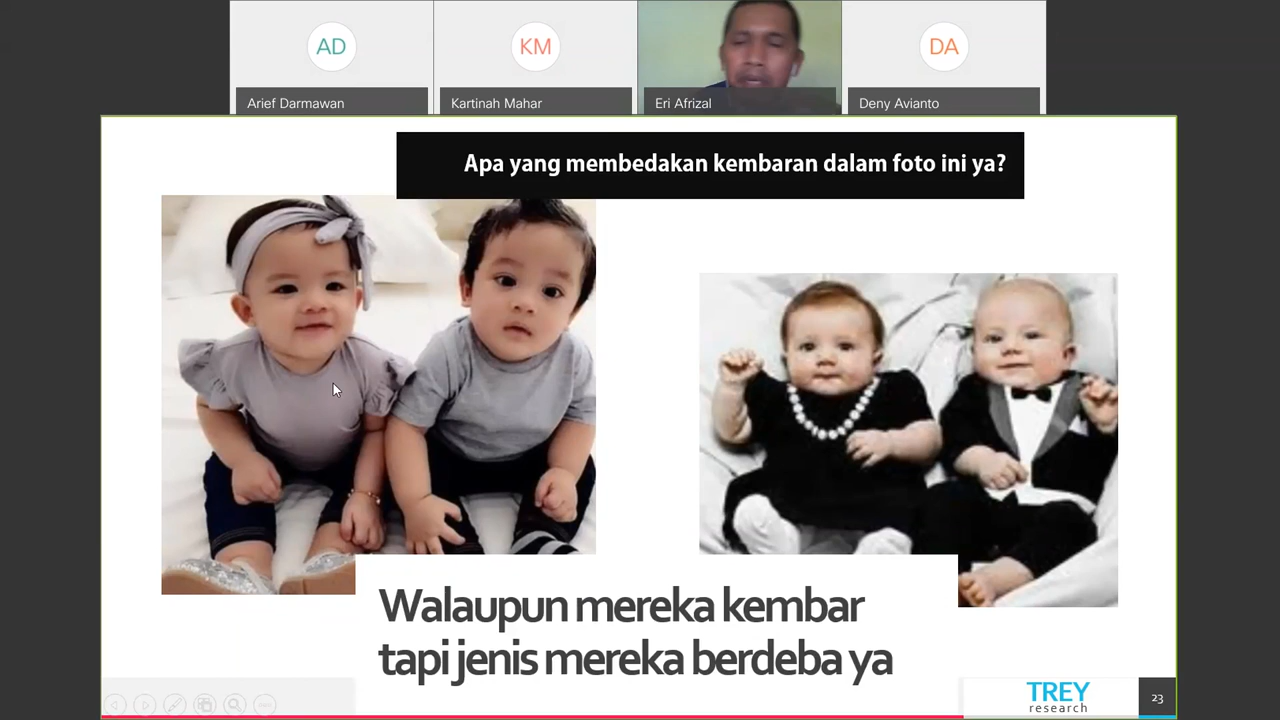 AD
KM
DA
Arief Darmawan
Kartinah Mahar
Eri Afrizal
Deny Avianto
Apa yang membedakan kembaran dalam foto ini ya?
Walaupun mereka kembar
tapi jenis mereka berdeba ya
TREY
research
23